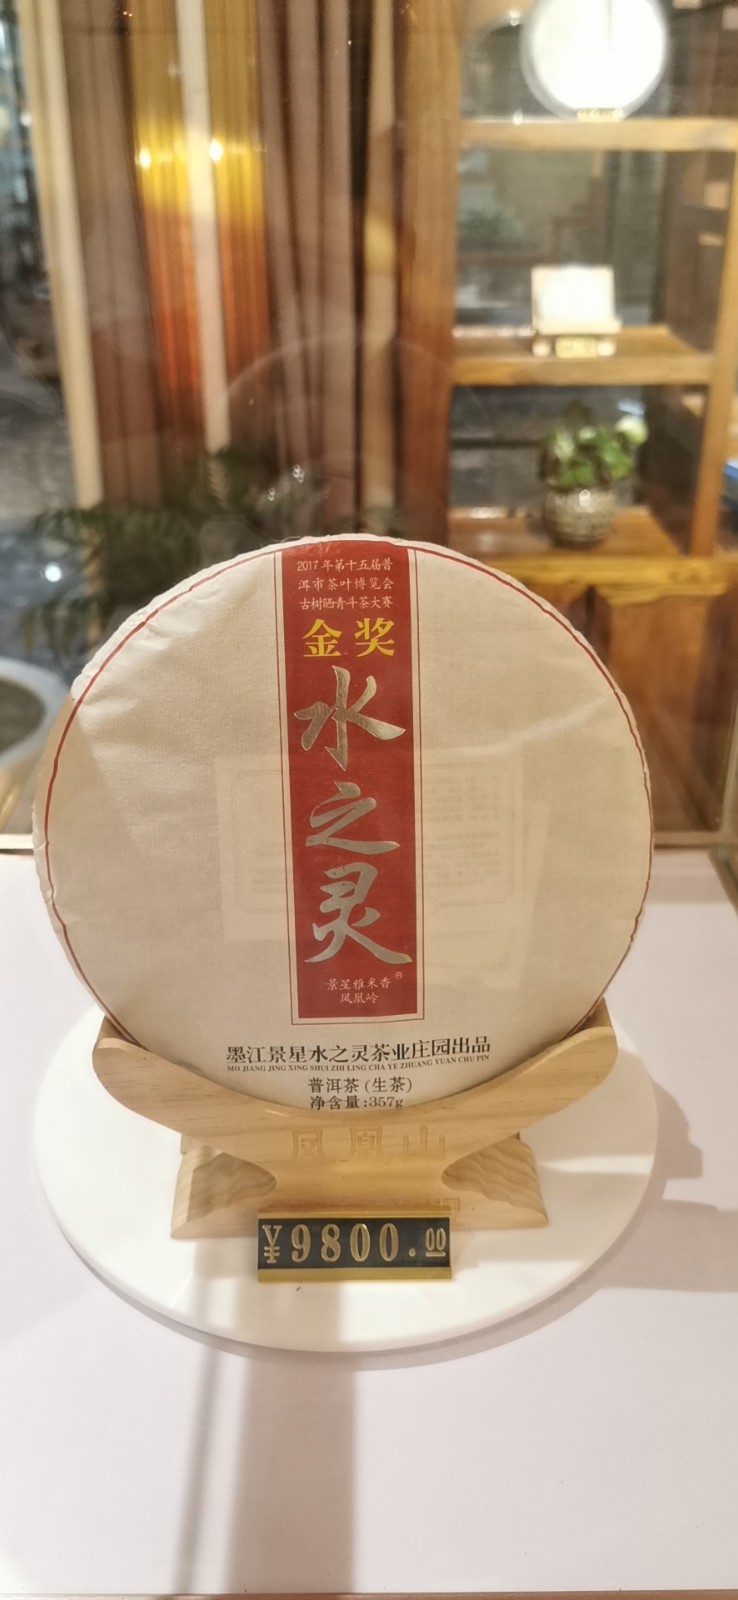 2017年第十五届普
洱市茶叶博览会
古树晒青斗茶大赛
金奖
水之灵
景星雅米香®
凤凰岭
墨江景星水之灵茶业庄园出品
MO JIANG JING XING SHUI ZHI LING CHA YE ZHUANG YUAN CHU PIN
普洱茶(生茶)
净含量:357g
凤凰山
¥9800.00